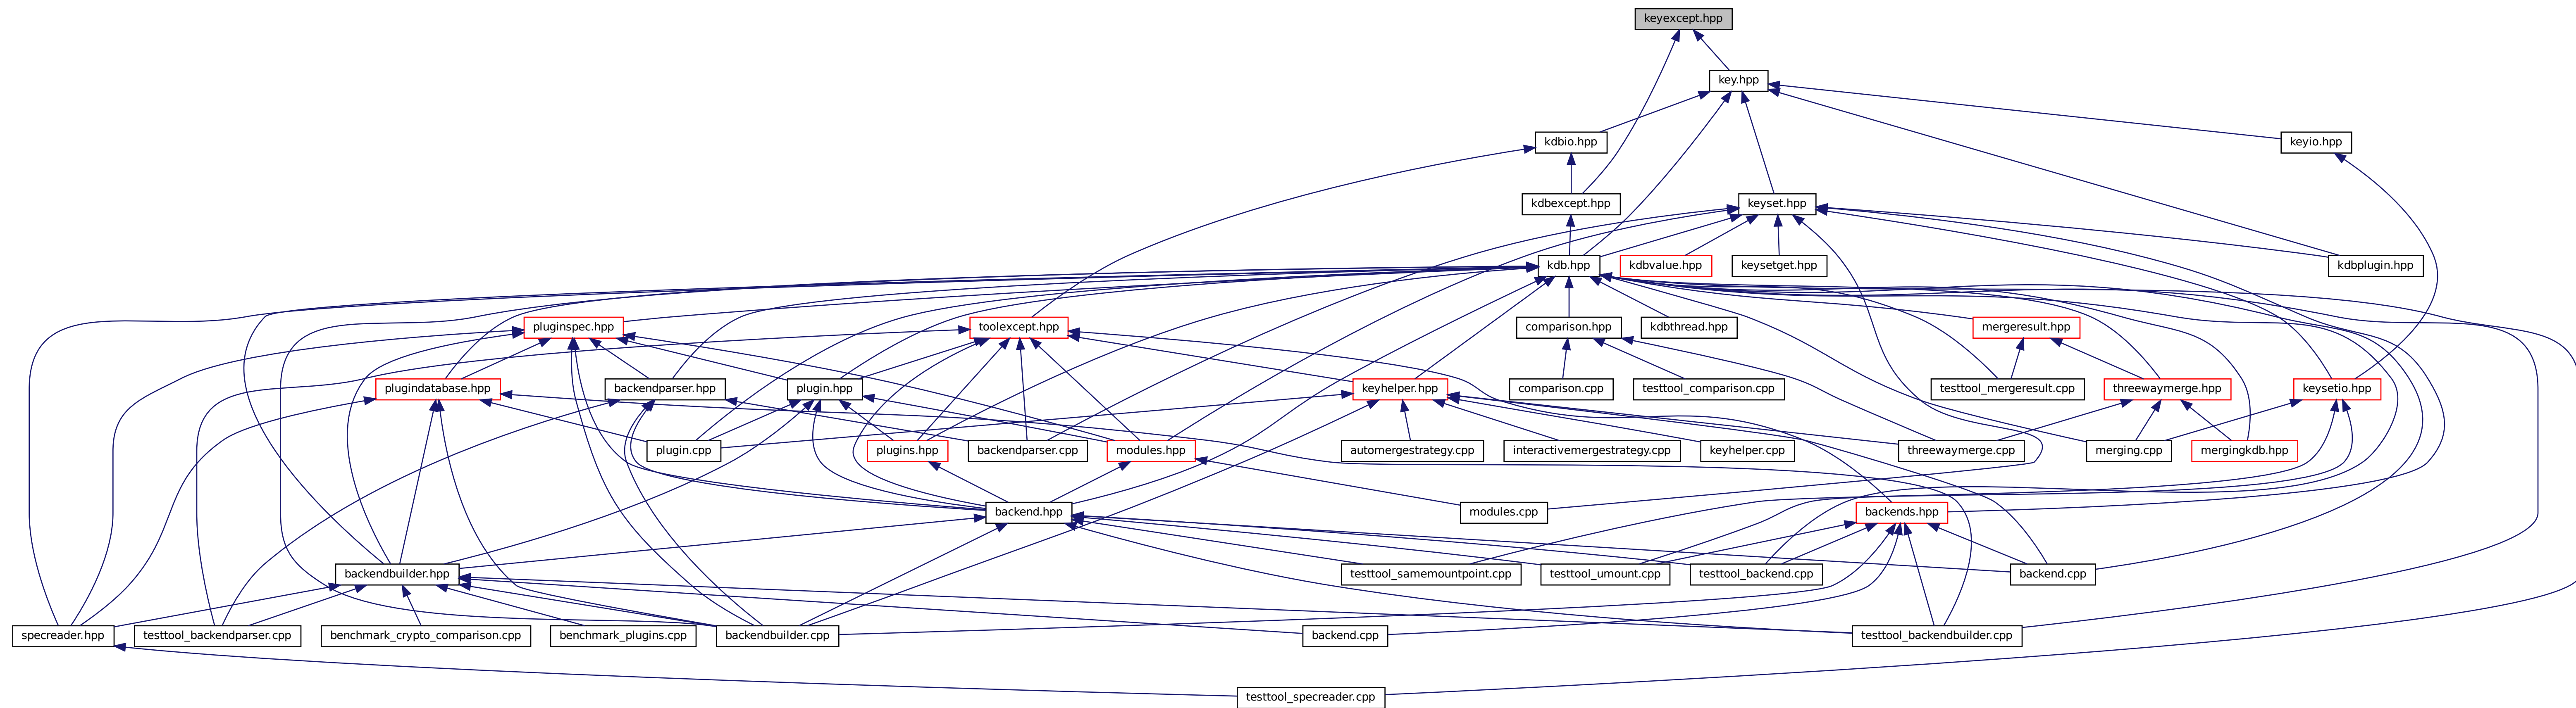 keyexcept.hpp
key.hpp
kdbio.hpp
keyio.hpp
kdbexcept.hpp
keyset.hpp
kdb.hpp
kdbvalue.hpp
keysetget.hpp
kdbplugin.hpp
pluginspec.hpp
toolexcept.hpp
comparison.hpp
kdbthread.hpp
mergeresult.hpp
plugindatabase.hpp
backendparser.hpp
plugin.hpp
keyhelper.hpp
comparison.cpp
testtool_comparison.cpp
testtool_mergeresult.cpp
threewaymerge.hpp
keysetio.hpp
plugin.cpp
plugins.hpp
backendparser.cpp
modules.hpp
automergestrategy.cpp
interactivemergestrategy.cpp
keyhelper.cpp
threewaymerge.cpp
merging.cpp
mergingkdb.hpp
backend.hpp
modules.cpp
backends.hpp
backendbuilder.hpp
testtool_samemountpoint.cpp
testtool_umount.cpp
testtool_backend.cpp
backend.cpp
specreader.hpp
testtool_backendparser.cpp
benchmark_crypto_comparison.cpp
benchmark_plugins.cpp
backendbuilder.cpp
backend.cpp
testtool_backendbuilder.cpp
testtool_specreader.cpp